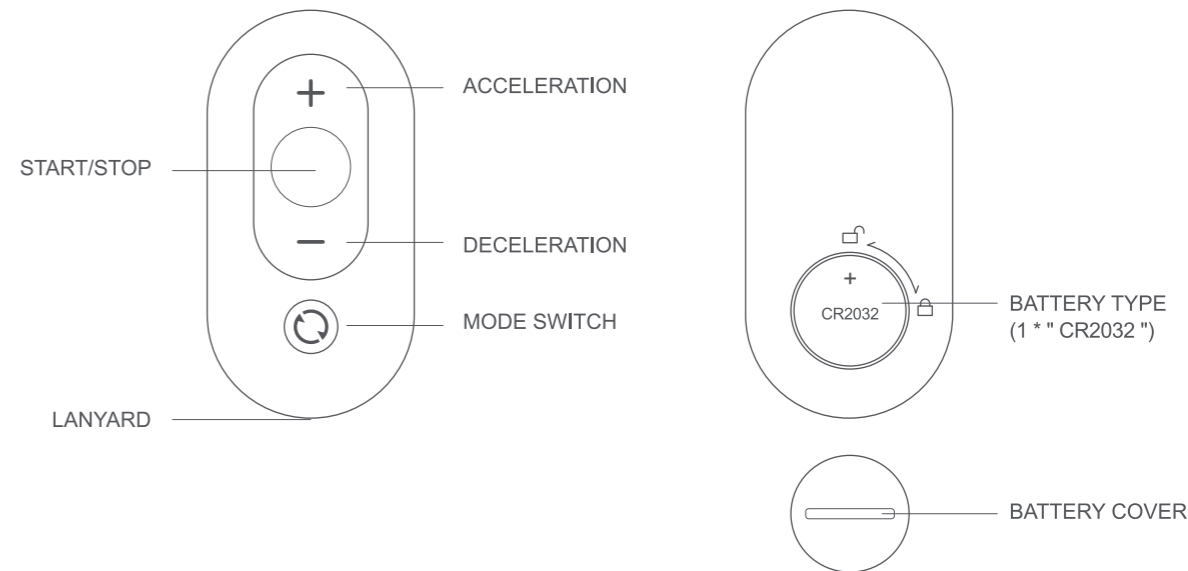 ACCELERATION
START/STOP
DECELERATION
MODE SWITCH
LANYARD
+
CR2032
BATTERY TYPE
(1 * " CR2032 ")
BATTERY COVER